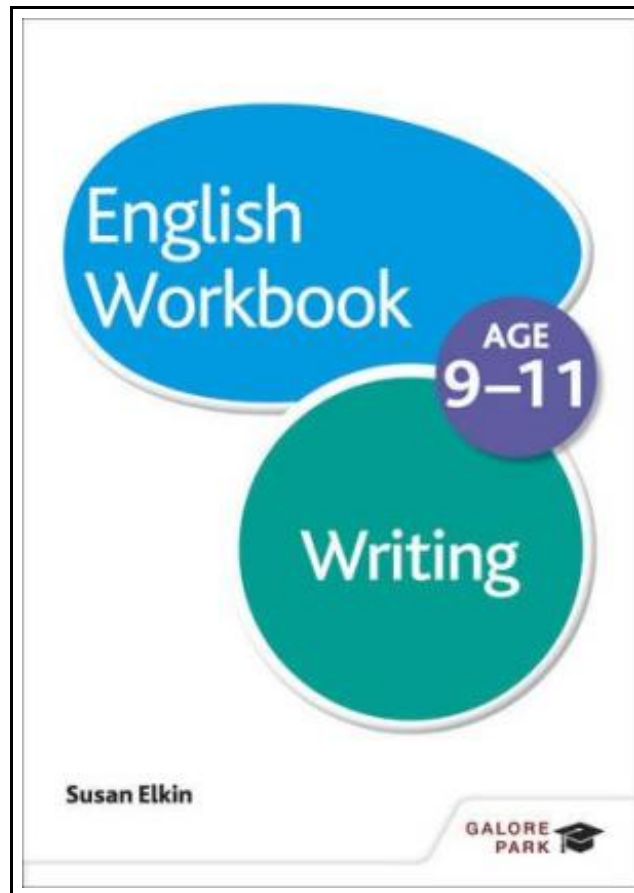 English
Workbook
AGE
9–11
Writing
Susan Elkin
GALORE
PARK